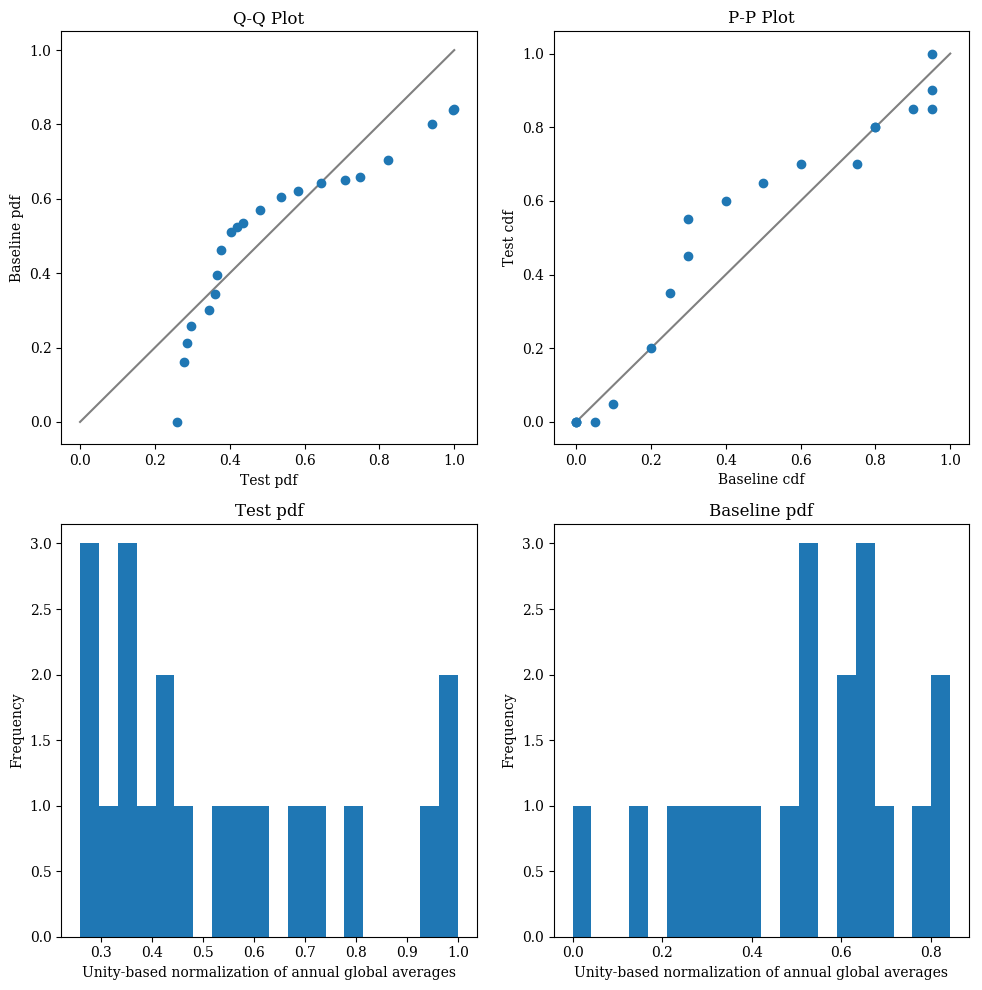 Q-Q Plot
1.0
0.8
0.6
0.4
0.2
0.0
Baseline pdf
0.0 0.2 0.4 0.6 0.8 1.0
Test pdf
P-P Plot
1.0
0.8
0.6
0.4
0.2
0.0
Test cdf
0.0 0.2 0.4 0.6 0.8 1.0
Baseline cdf
Test pdf
3.0
2.5
2.0
1.5
1.0
0.5
0.0
Frequency
0.3 0.4 0.5 0.6 0.7 0.8 0.9 1.0
Unity-based normalization of annual global averages
Baseline pdf
3.0
2.5
2.0
1.5
1.0
0.5
0.0
Frequency
0.0 0.2 0.4 0.6 0.8
Unity-based normalization of annual global averages